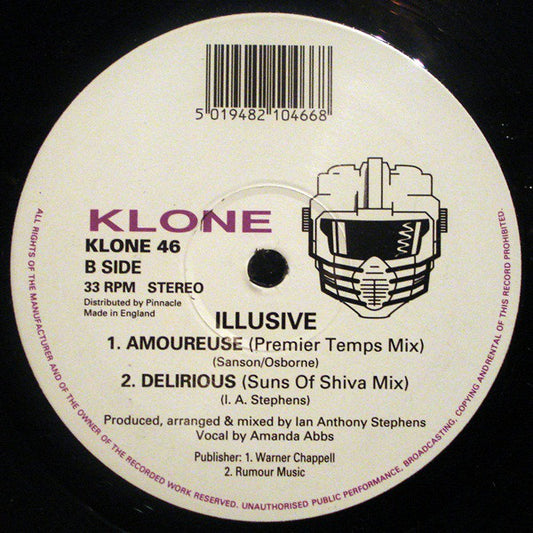 5 019482 104668
KLONE
KLONE 46
B SIDE
33 RPM STEREO
Distributed by Pinnacle
Made in England
ILLUSIVE
1. AMOUREUSE (Premier Temps Mix)
(Sanson/Osborne)
2. DELIRIOUS (Suns Of Shiva Mix)
(I. A. Stephens)
Produced, arranged & mixed by Ian Anthony Stephens
Vocal by Amanda Abbs
Publisher: 1. Warner Chappell
2. Rumour Music
ALL RIGHTS OF THE MANUFACTURER AND OF THE OWNER OF THE RECORDED WORK RESERVED. UNAUTHORISED PUBLIC PERFORMANCE, BROADCASTING, COPYING ANDRENTAL OF THIS RECORD PROHIBITED.